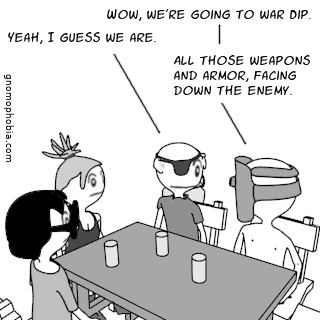 WOW, WE'RE GOING TO WAR DIP.
YEAH, I GUESS WE ARE.
ALL THOSE WEAPONS
AND ARMOR, FACING
DOWN THE ENEMY.
gnomophobia.com